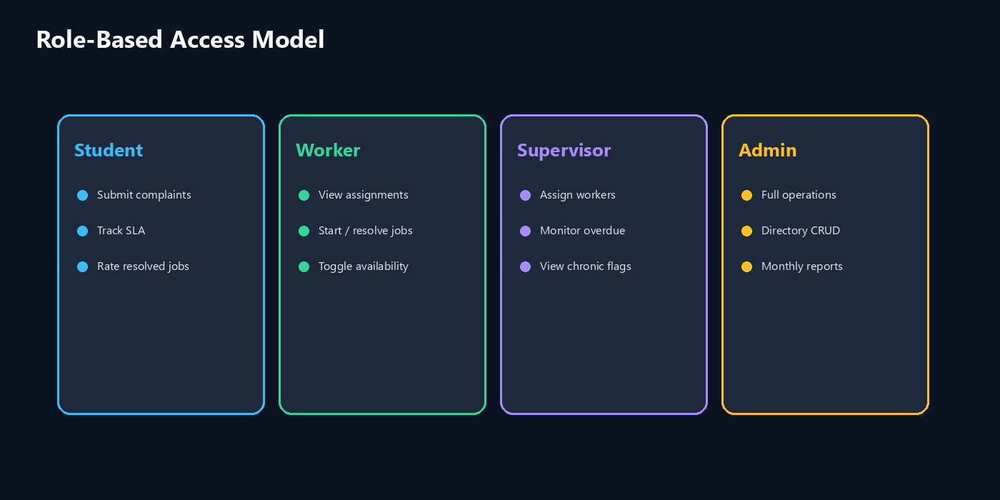 Role-Based Access Model
Student
Submit complaints
Track SLA
Rate resolved jobs
Worker
View assignments
Start / resolve jobs
Toggle availability
Supervisor
Assign workers
Monitor overdue
View chronic flags
Admin
Full operations
Directory CRUD
Monthly reports